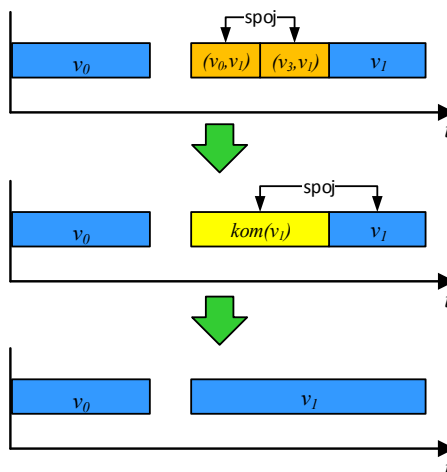 spoj
v₀ (v₀,v₁) (v₃,v₁) v₁
t
spoj
v₀ kom(v₁) v₁
t
v₀ v₁
t